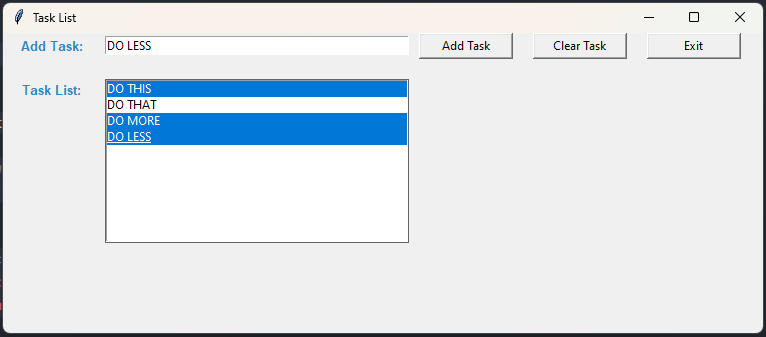 Task List
Add Task: DO LESS Add Task Clear Task Exit
Task List: DO THIS
DO THAT
DO MORE
DO LESS